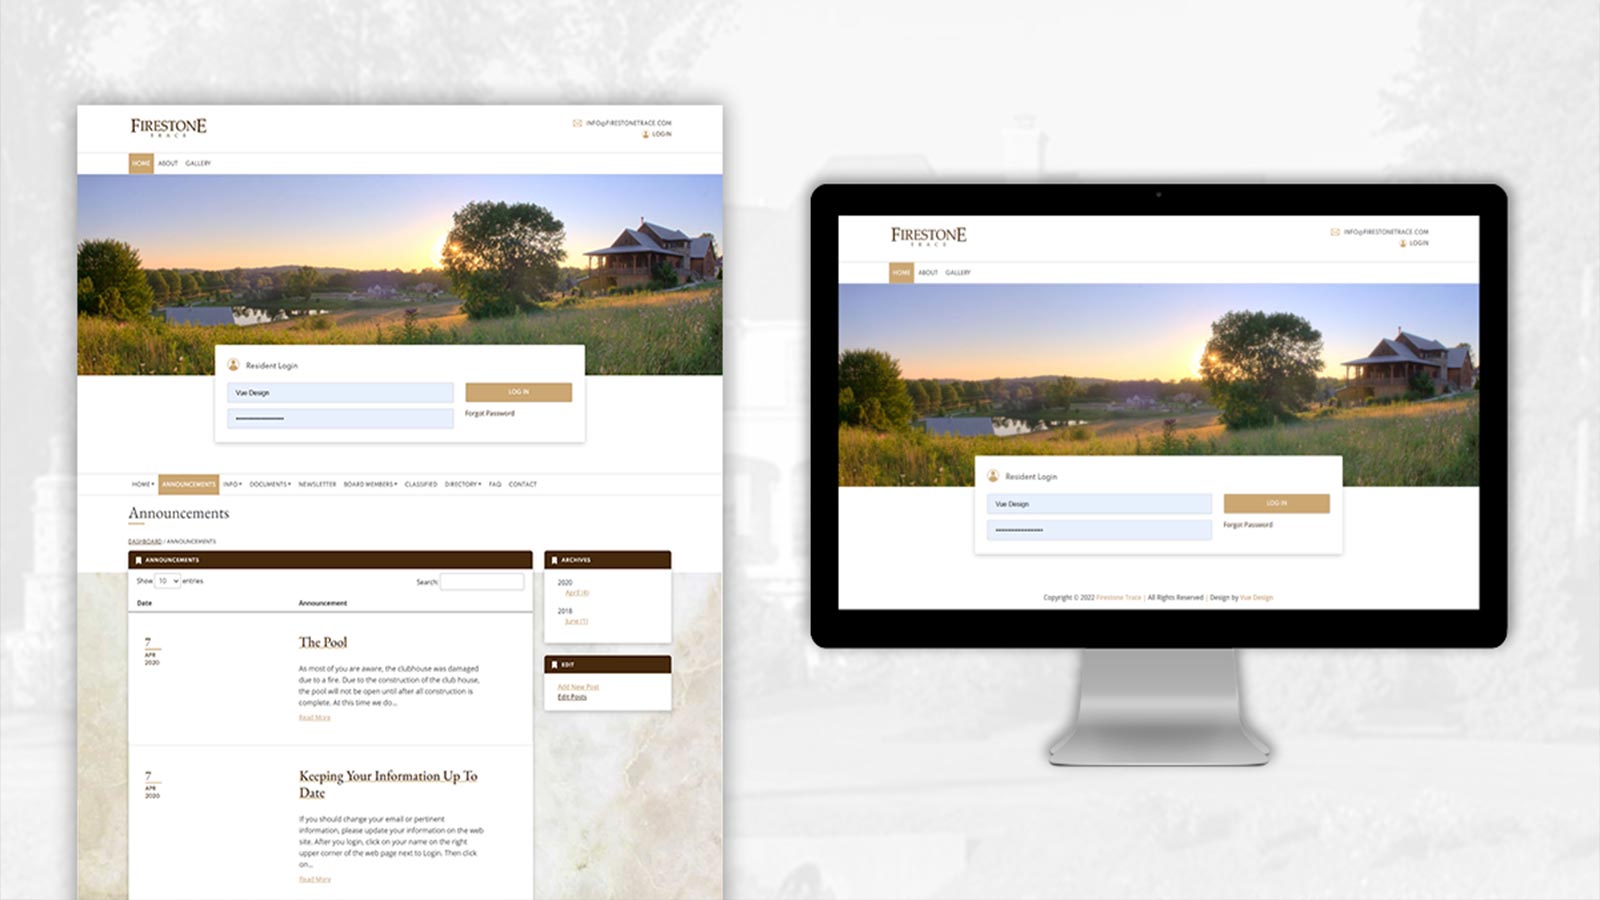 FIRESTONE
TRACE
INFO@FIRESTONETRACE.COM
LOGIN
HOME ABOUT GALLERY
Resident Login
Vue Design
LOG IN
Forgot Password
HOME ANNOUNCEMENTS INFO DOCUMENTS NEWSLETTER BOARD MEMBERS CLASSIFIED DIRECTORY FAQ CONTACT
Announcements
DASHBOARD / ANNOUNCEMENTS
ANNOUNCEMENTS
Show 10 entries
Search:
Date Announcement
7
APR
2020
The Pool
As most of you are aware, the clubhouse was damaged
due to a fire. Due to the construction of the club house,
the pool will not be open until after all construction is
complete. At this time we do...
Read More
7
APR
2020
Keeping Your Information Up To
Date
If you should change your email or pertinent
information, please update your information on the web
site. After you login, click on your name on the right
upper corner of the web page next to Login. Then click
on...
Read More
ARCHIVES
2020
April (4)
2018
June (1)
EDIT
Add New Post
Edit Posts
FIRESTONE
TRACE
INFO@FIRESTONETRACE.COM
LOGIN
HOME ABOUT GALLERY
Resident Login
Vue Design
LOG IN
Forgot Password
Copyright © 2022 Firestone Trace | All Rights Reserved | Design by Vue Design